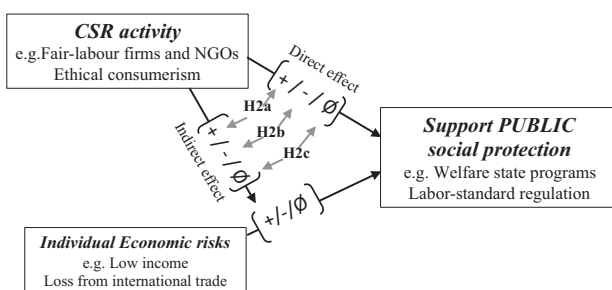 CSR activity
e.g.Fair-labour firms and NGOs
Ethical consumerism
Direct effect
{+/-/Ø}
H2a
H2b
H2c
{+/-/Ø}
Indirect effect
{+/-/Ø}
Support PUBLIC
social protection
e.g. Welfare state programs
Labor-standard regulation
Individual Economic risks
e.g. Low income
Loss from international trade